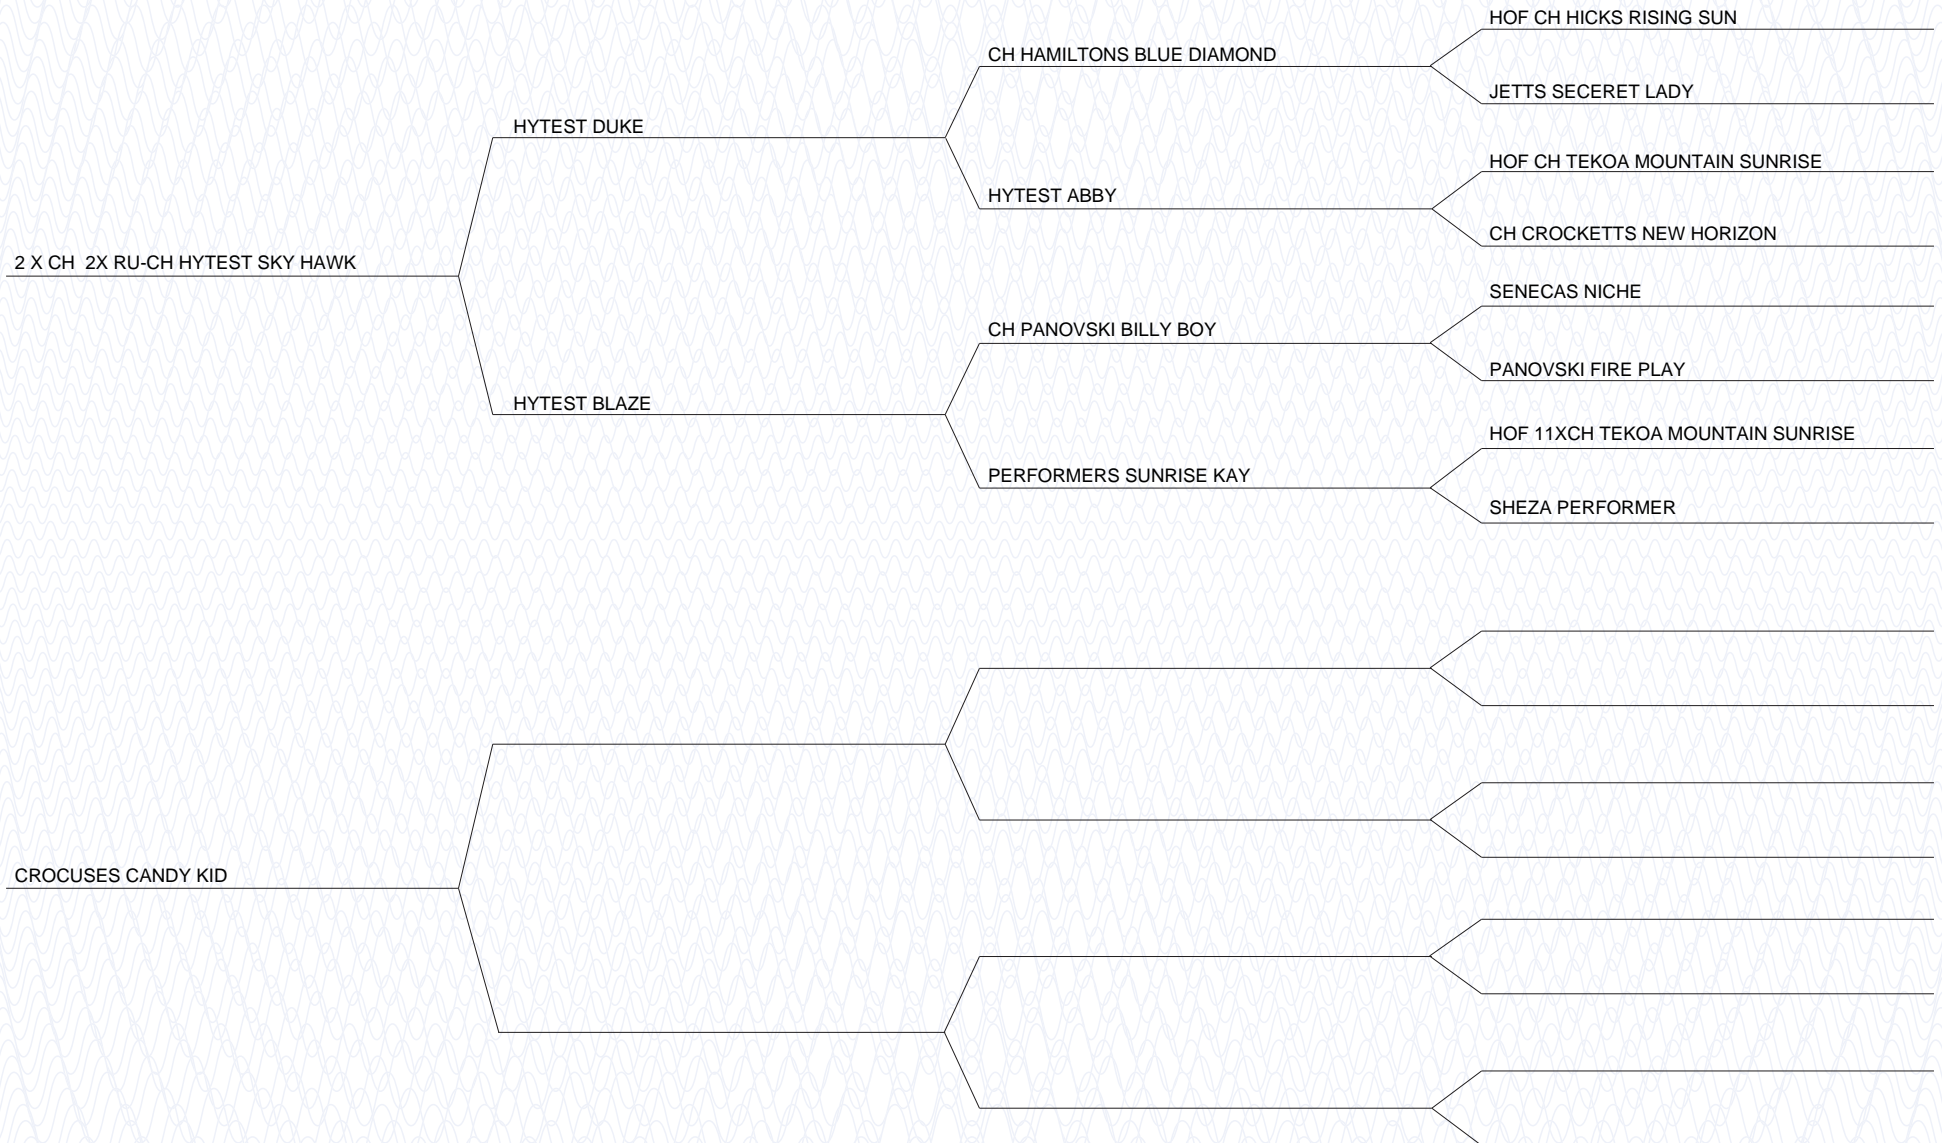 HOF CH HICKS RISING SUN
CH HAMILTONS BLUE DIAMOND
JETTS SECERET LADY
HYTEST DUKE
HOF CH TEKOA MOUNTAIN SUNRISE
HYTEST ABBY
CH CROCKETTS NEW HORIZON
2 X CH  2X RU-CH HYTEST SKY HAWK
SENECAS NICHE
CH PANOVSKI BILLY BOY
PANOVSKI FIRE PLAY
HYTEST BLAZE
HOF 11XCH TEKOA MOUNTAIN SUNRISE
PERFORMERS SUNRISE KAY
SHEZA PERFORMER
CROCUSES CANDY KID